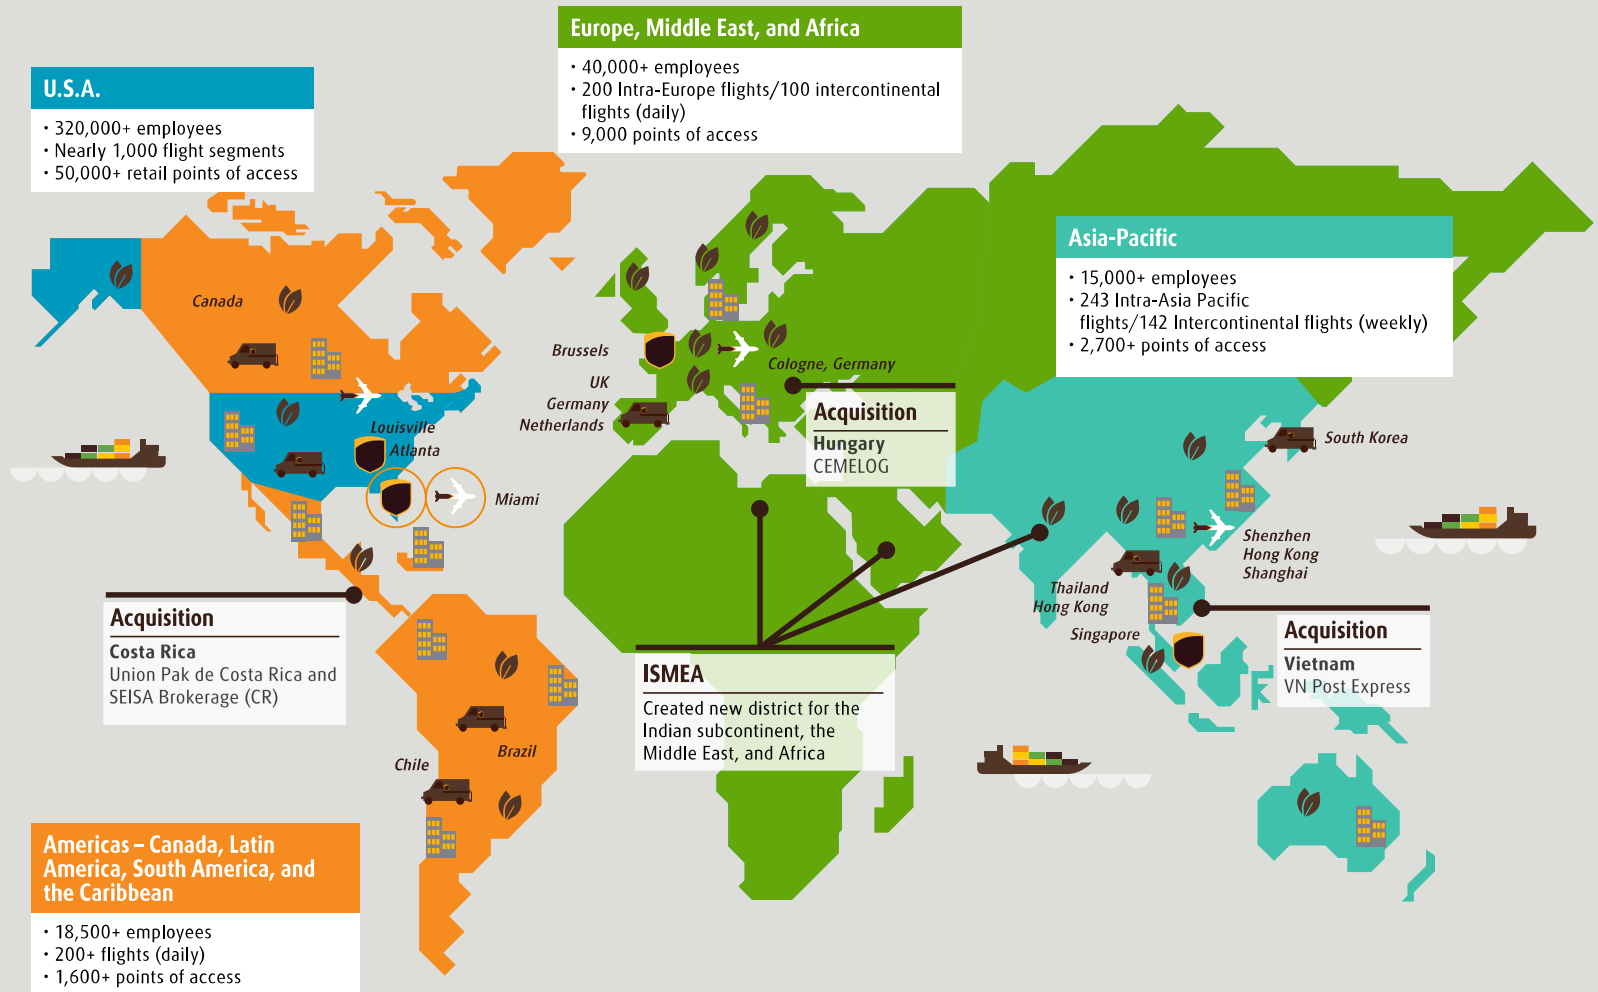 Europe, Middle East, and Africa
• 40,000+ employees
• 200 Intra-Europe flights/100 intercontinental
flights (daily)
• 9,000 points of access
U.S.A.
• 320,000+ employees
• Nearly 1,000 flight segments
• 50,000+ retail points of access
Asia-Pacific
• 15,000+ employees
• 243 Intra-Asia Pacific
flights/142 Intercontinental flights (weekly)
• 2,700+ points of access
Canada
Brussels
UK
Germany
Netherlands
Cologne, Germany
Acquisition
Hungary
CEMELOG
Louisville
Atlanta
Miami
South Korea
Shenzhen
Hong Kong
Shanghai
Thailand
Hong Kong
Singapore
Acquisition
Costa Rica
Union Pak de Costa Rica and
SEISA Brokerage (CR)
ISMEA
Created new district for the
Indian subcontinent, the
Middle East, and Africa
Acquisition
Vietnam
VN Post Express
Brazil
Chile
Americas – Canada, Latin
America, South America, and
the Caribbean
• 18,500+ employees
• 200+ flights (daily)
• 1,600+ points of access